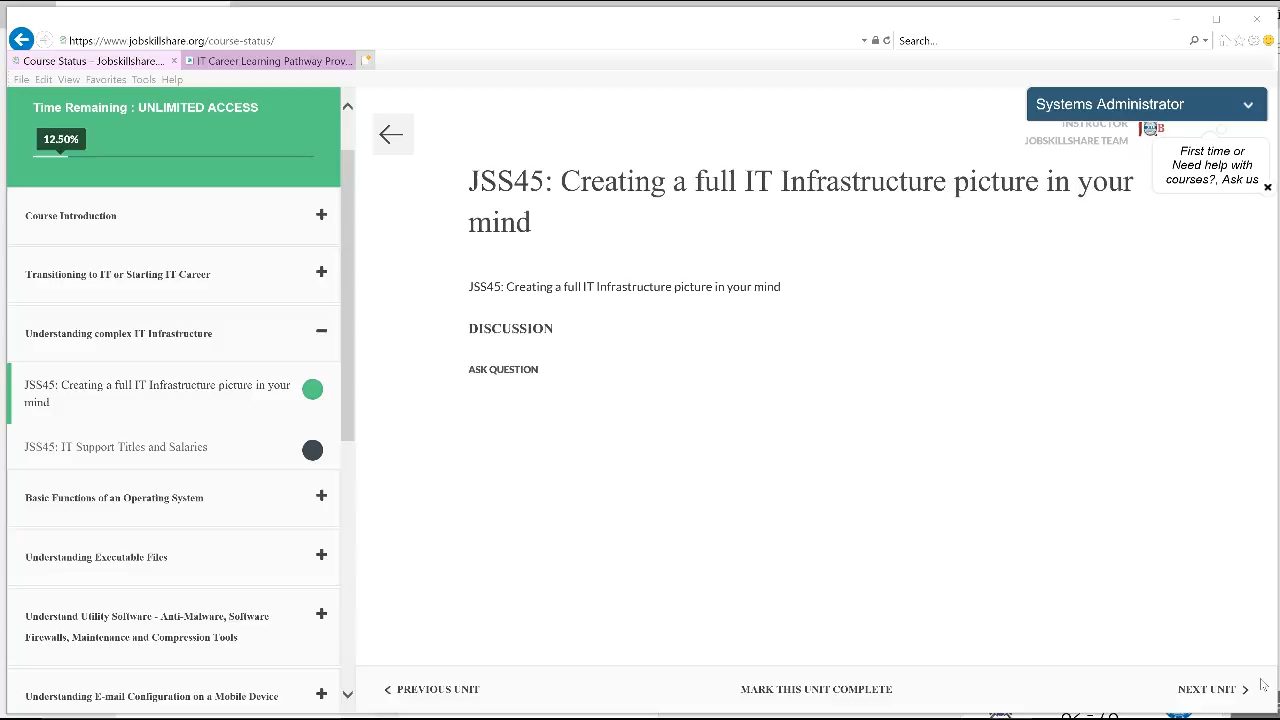 https://www.jobskillshare.org/course-status/
Search...
Course Status – Jobskillshare....
IT Career Learning Pathway Prov...
File Edit View Favorites Tools Help
Time Remaining : UNLIMITED ACCESS
12.50%
Course Introduction
Transitioning to IT or Starting IT Career
Understanding complex IT Infrastructure
JSS45: Creating a full IT Infrastructure picture in your
mind
JSS45: IT Support Titles and Salaries
Basic Functions of an Operating System
Understanding Executable Files
Understand Utility Software - Anti-Malware, Software
Firewalls, Maintenance and Compression Tools
Understanding E-mail Configuration on a Mobile Device
Systems Administrator
INSTRUCTOR
JOBSKILLSHARE TEAM
First time or
Need help with
courses?, Ask us
JSS45: Creating a full IT Infrastructure picture in your
mind
JSS45: Creating a full IT Infrastructure picture in your mind
DISCUSSION
ASK QUESTION
PREVIOUS UNIT
MARK THIS UNIT COMPLETE
NEXT UNIT